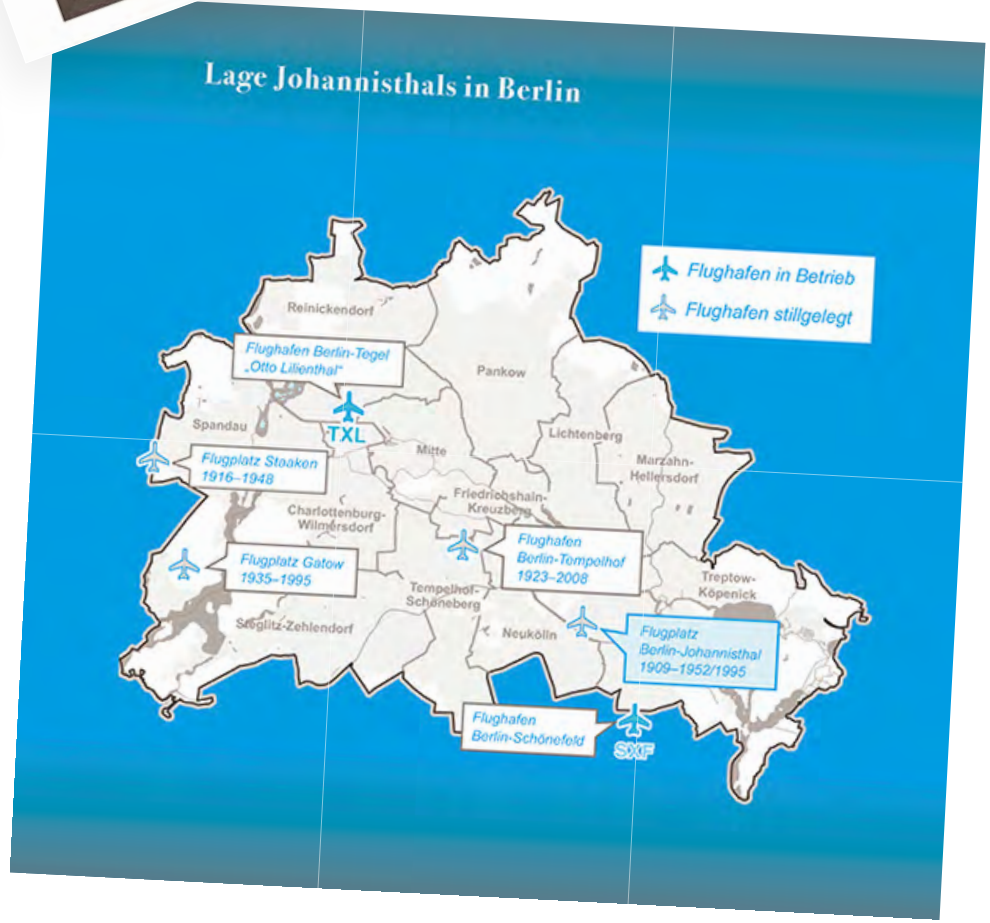 Lage Johannisthals in Berlin
Flughafen in Betrieb
Flughafen stillgelegt
Reinickendorf
Flughafen Berlin-Tegel
„Otto Lilienthal“
Pankow
Spandau
TXL
Mitte
Lichtenberg
Marzahn-
Hellersdorf
Flugplatz Staaken
1916–1948
Charlottenburg-
Wilmersdorf
Friedrichshain-
Kreuzberg
Flughafen
Berlin-Tempolhof
1923–2008
Flugplatz Gatow
1935–1995
Tempelhof-
Schöneberg
Treptow-
Köpenick
Steglitz-Zehlendorf
Neukölln
Flugplatz
Berlin-Johannisthal
1909–1952/1995
Flughafen
Berlin-Schönefeld
SXF